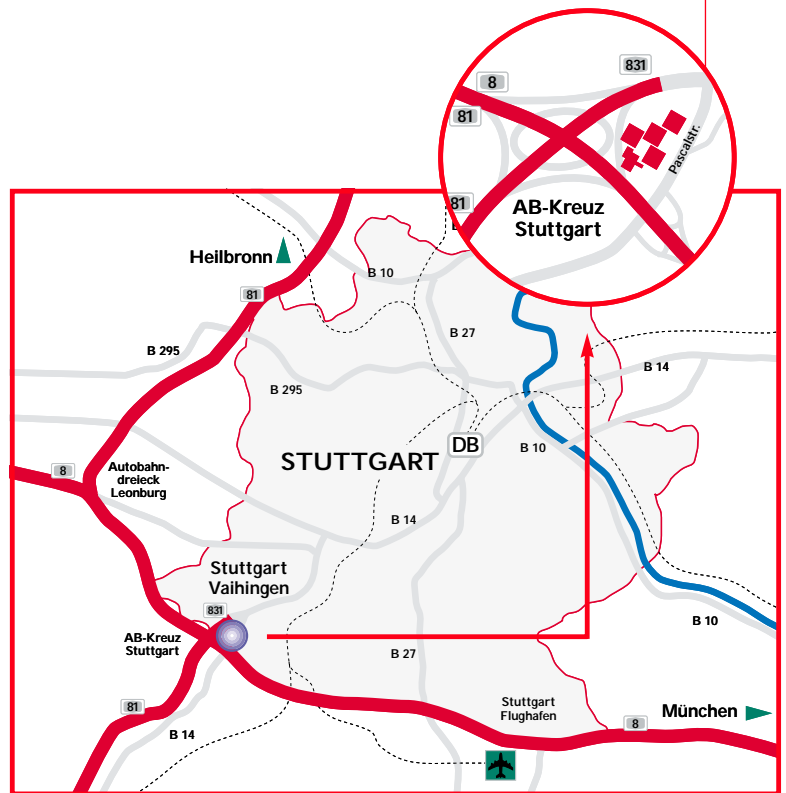 831
8
81
Pascalstr.
81
AB-Kreuz
Stuttgart
Heilbronn
B 10
81
B 27
B 295
B 14
B 295
DB
B 10
STUTTGART
8
Autobahn-
dreieck
Leonburg
B 14
Stuttgart
Vaihingen
831
AB-Kreuz
Stuttgart
B 10
B 27
81
B 14
Stuttgart
Flughafen
8
München